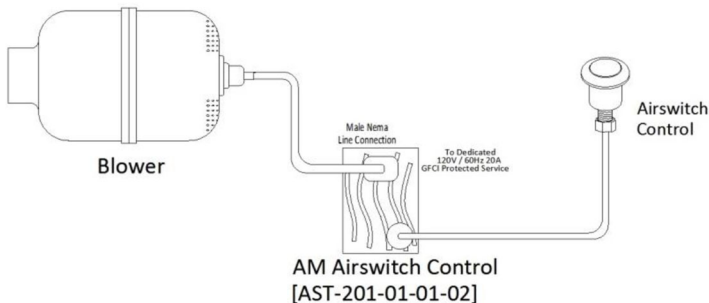 Blower
Male Nema
Line Connection
To Dedicated
120V / 60Hz 20A
GFCI Protected Service
Airswitch
Control
AM Airswitch Control
[AST-201-01-01-02]